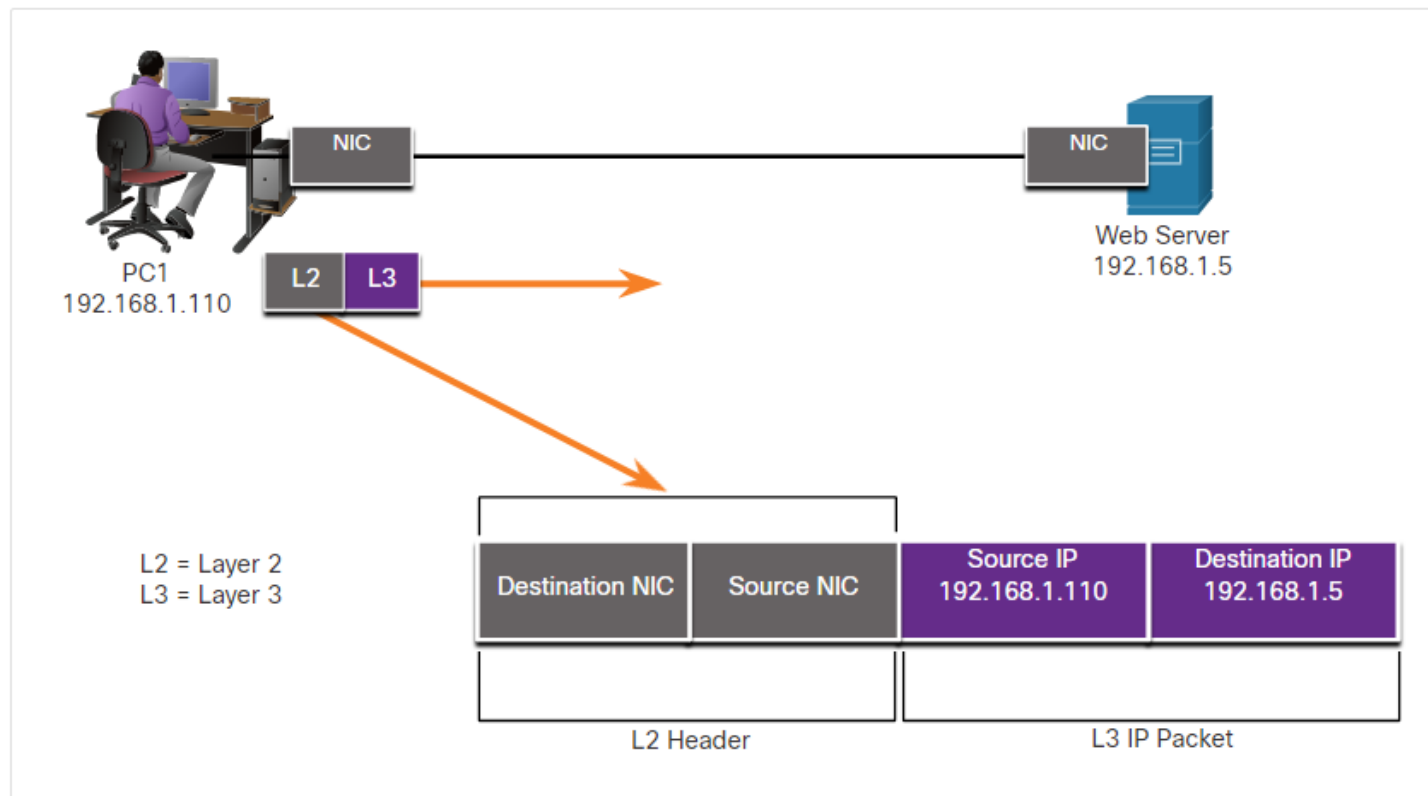 NIC
NIC
Web Server
192.168.1.5
PC1
192.168.1.110
L2 L3
L2 = Layer 2
L3 = Layer 3
Destination NIC
Source NIC
Source IP
192.168.1.110
Destination IP
192.168.1.5
L2 Header
L3 IP Packet